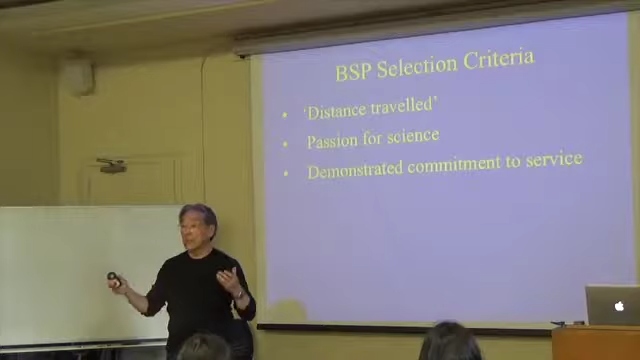 BSP Selection Criteria
• 'Distance travelled'
• Passion for science
• Demonstrated commitment to service